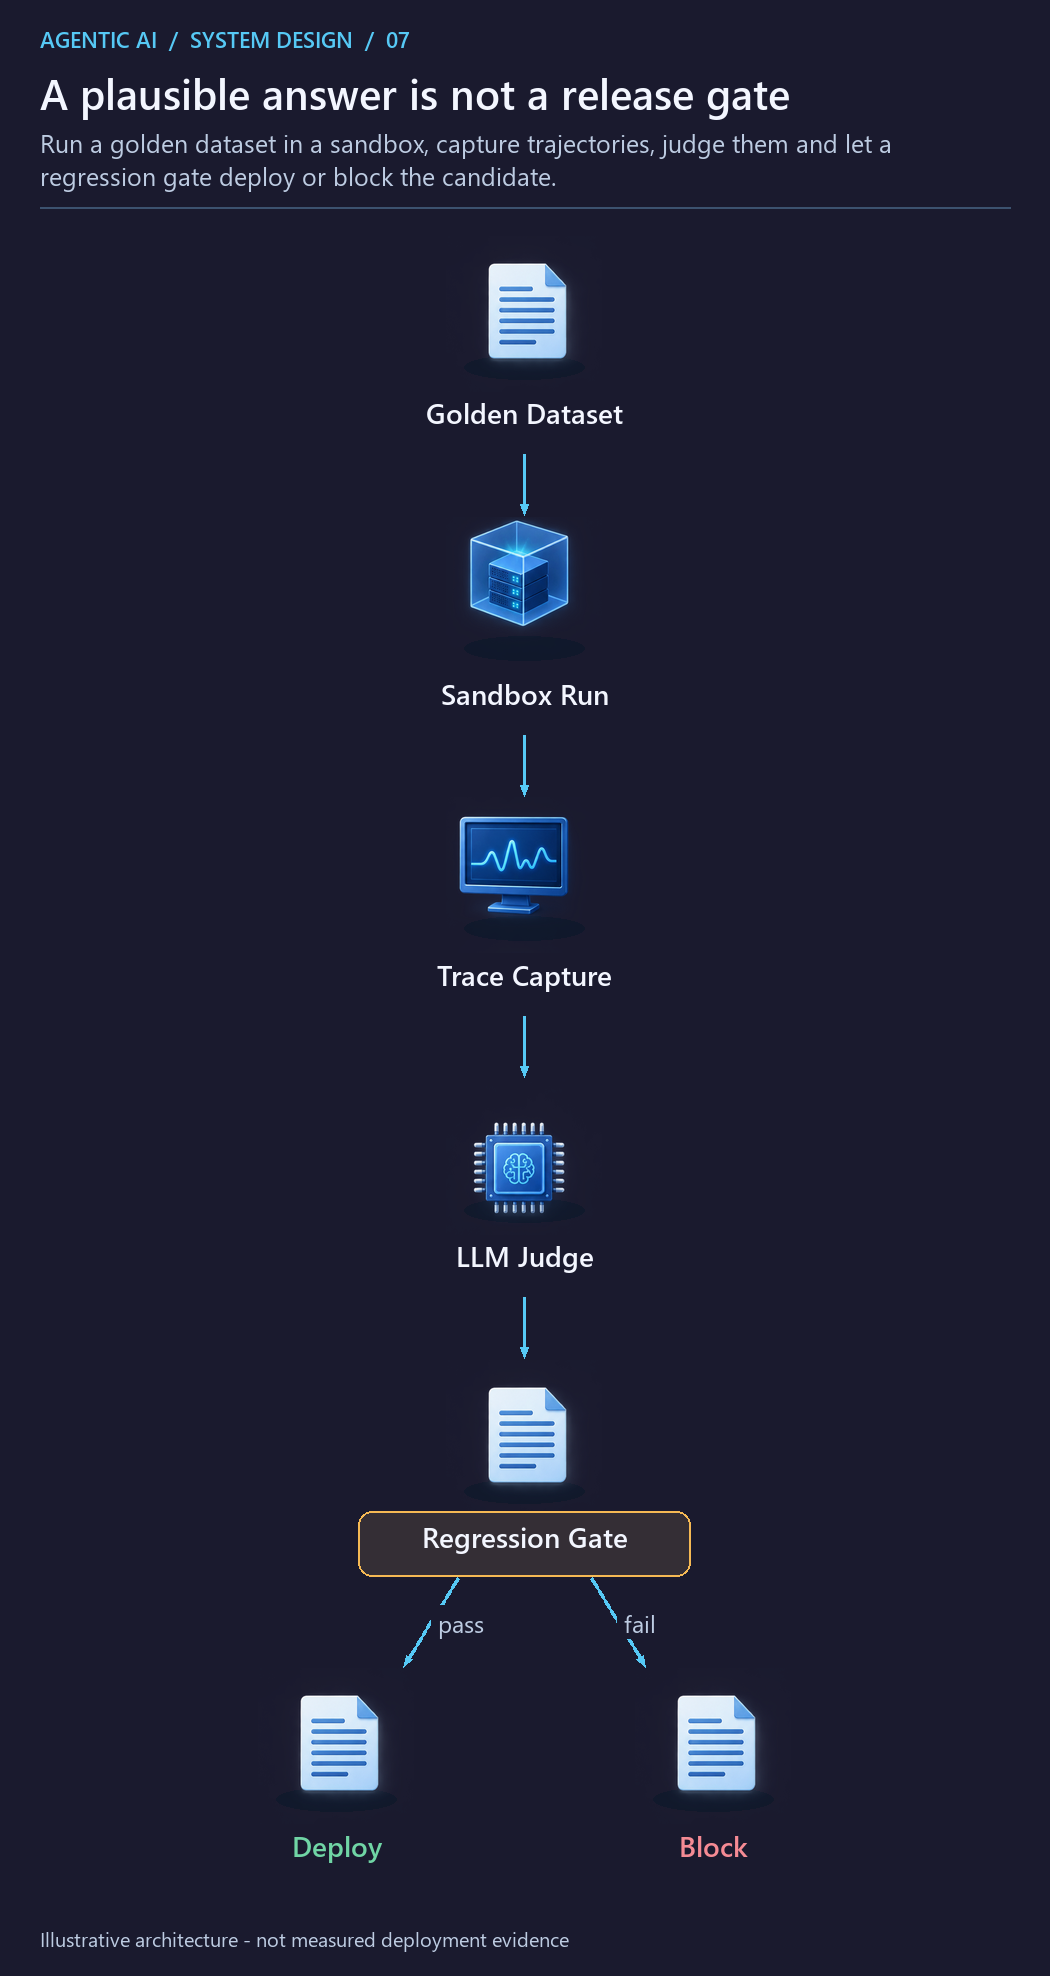 AGENTIC AI / SYSTEM DESIGN / 07
A plausible answer is not a release gate
Run a golden dataset in a sandbox, capture trajectories, judge them and let a
regression gate deploy or block the candidate.
Golden Dataset
Sandbox Run
Trace Capture
LLM Judge
Regression Gate
pass
fail
Deploy
Block
Illustrative architecture - not measured deployment evidence